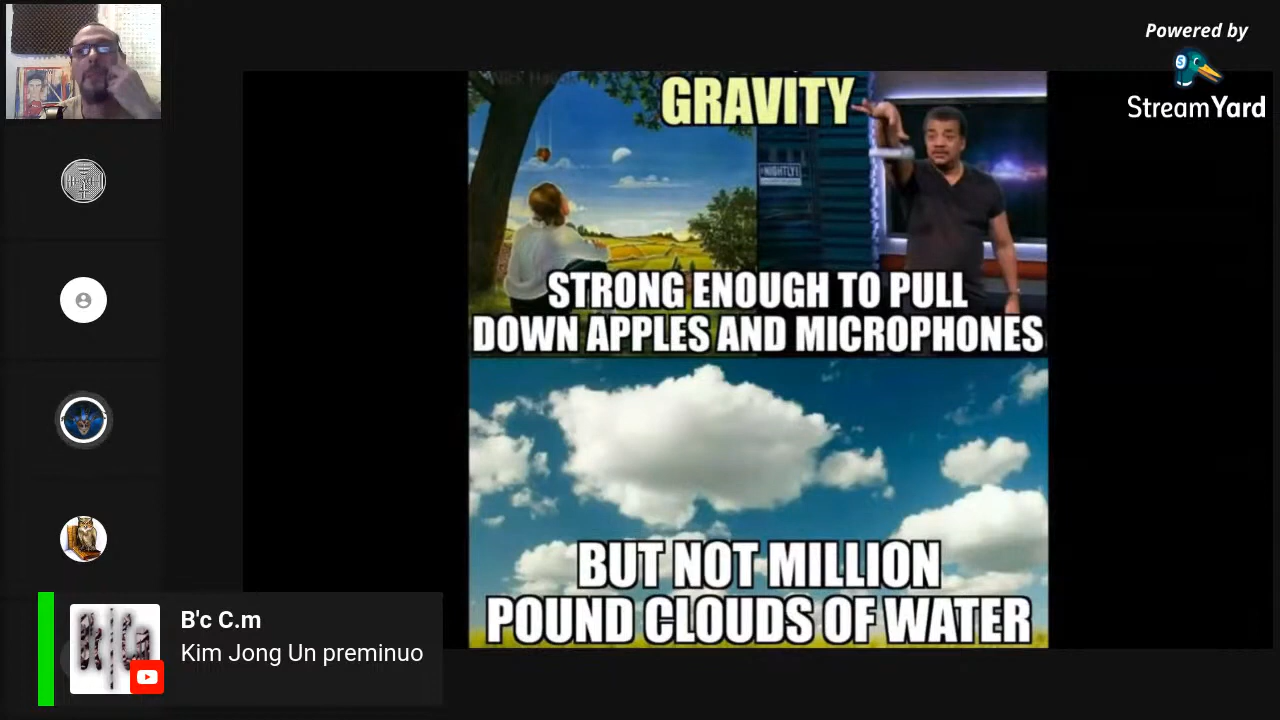 Powered by
StreamYard
GRAVITY
#NIGHTLY!
STRONG ENOUGH TO PULL
DOWN APPLES AND MICROPHONES
BUT NOT MILLION
POUND CLOUDS OF WATER
B'c C.m
Kim Jong Un preminuo